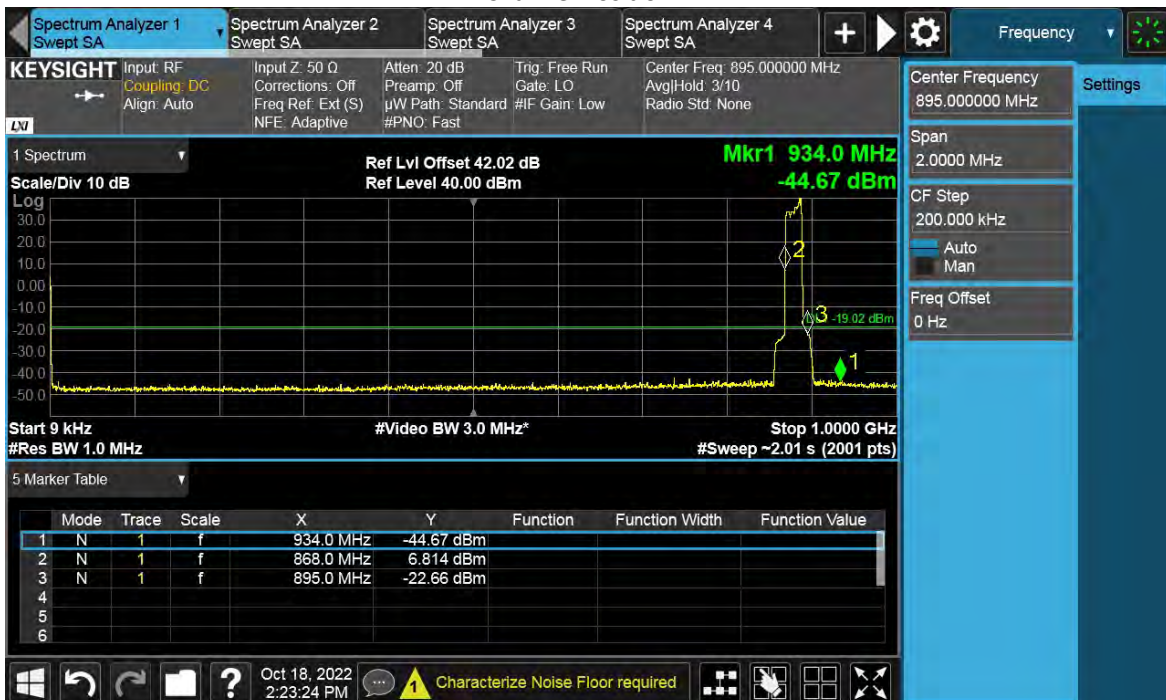 Spectrum Analyzer 1
Swept SA
Spectrum Analyzer 2
Swept SA
Spectrum Analyzer 3
Swept SA
Spectrum Analyzer 4
Swept SA
+
Frequency
KEYSIGHT
LXI
Input: RF
Coupling: DC
Align: Auto
Input Z: 50 Ω
Corrections: Off
Freq Ref: Ext (S)
NFE: Adaptive
Atten: 20 dB
Preamp: Off
µW Path: Standard
#PNO: Fast
Trig: Free Run
Gate: LO
#IF Gain: Low
Center Freq: 895.000000 MHz
Avg|Hold: 3/10
Radio Std: None
Center Frequency
895.000000 MHz
Settings
Span
2.0000 MHz
CF Step
200.000 kHz
Auto
Man
Freq Offset
0 Hz
1 Spectrum
Scale/Div 10 dB
Ref Lvl Offset 42.02 dB
Ref Level 40.00 dBm
Mkr1 934.0 MHz
-44.67 dBm
Log
30.0
20.0
10.0
0.00
-10.0
-20.0
-30.0
-40.0
-50.0
2
3
-19.02 dBm
1
Start 9 kHz
#Video BW 3.0 MHz*
Stop 1.0000 GHz
#Res BW 1.0 MHz
#Sweep ~2.01 s (2001 pts)
5 Marker Table
Mode Trace Scale X Y Function Function Width Function Value
1 N 1 f 934.0 MHz -44.67 dBm
2 N 1 f 868.0 MHz 6.814 dBm
3 N 1 f 895.0 MHz -22.66 dBm
4
5
6
?
Oct 18, 2022
2:23:24 PM
1
Characterize Noise Floor required